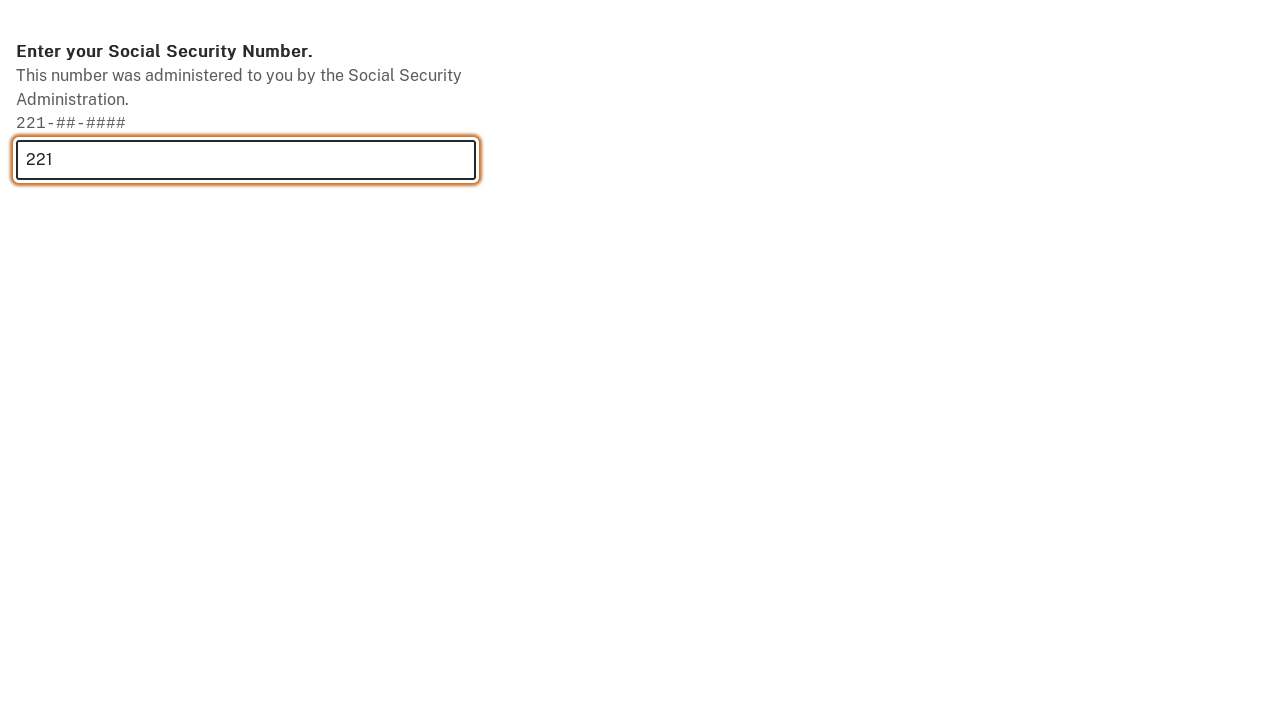 Enter your Social Security Number.
This number was administered to you by the Social Security
Administration.
221-##-####
221